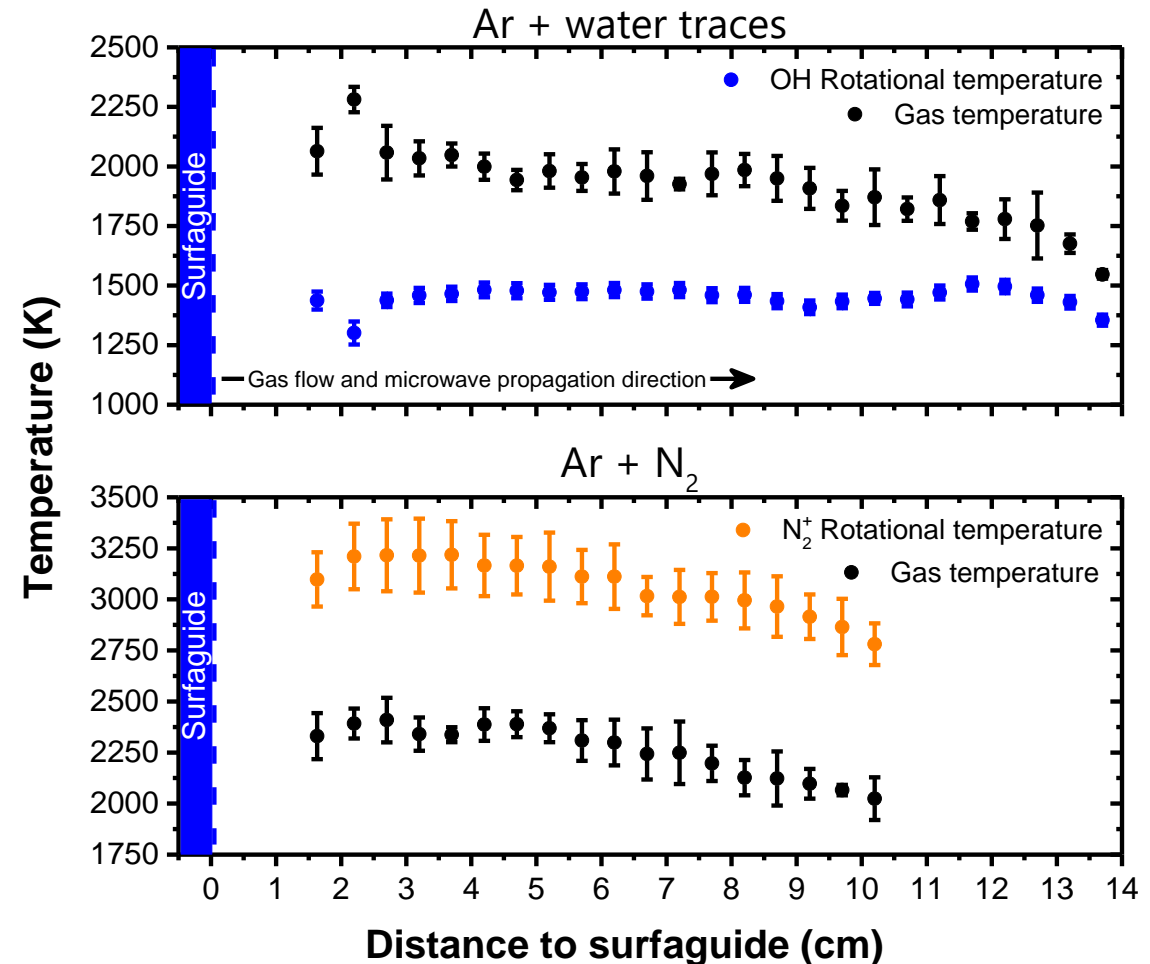 Ar + water traces
2500
2250
2000
1750
1500
1250
1000
OH Rotational temperature
Gas temperature
Surfaguide
Gas flow and microwave propagation direction
Temperature (K)
Ar + N₂
3500
3250
3000
2750
2500
2250
2000
1750
N₂⁺ Rotational temperature
Gas temperature
Surfaguide
0 1 2 3 4 5 6 7 8 9 10 11 12 13 14
Distance to surfaguide (cm)